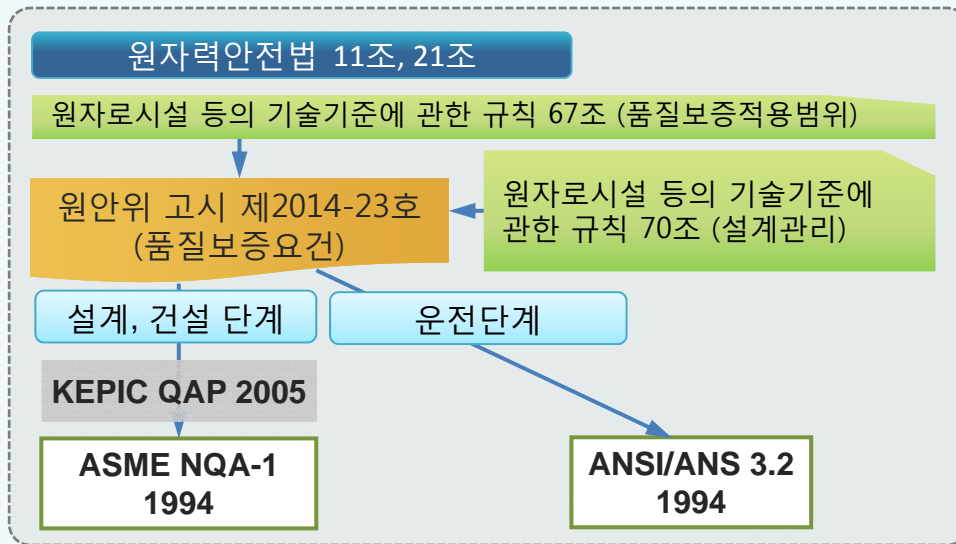 원자력안전법 11조, 21조
원자로시설 등의 기술기준에 관한 규칙 67조 (품질보증적용범위)
원안위 고시 제2014-23호
(품질보증요건)
원자로시설 등의 기술기준에
관한 규칙 70조 (설계관리)
설계, 건설 단계
운전단계
KEPIC QAP 2005
ASME NQA-1
1994
ANSI/ANS 3.2
1994